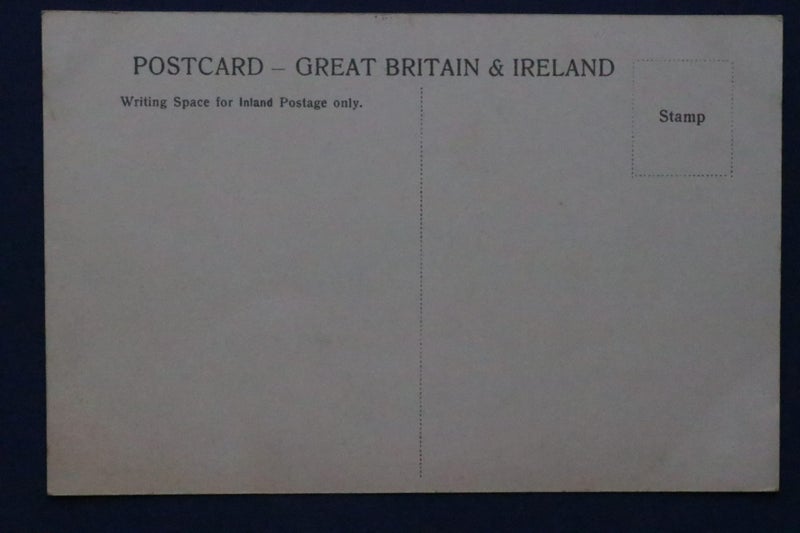 POSTCARD – GREAT BRITAIN & IRELAND
Writing Space for Inland Postage only.
Stamp